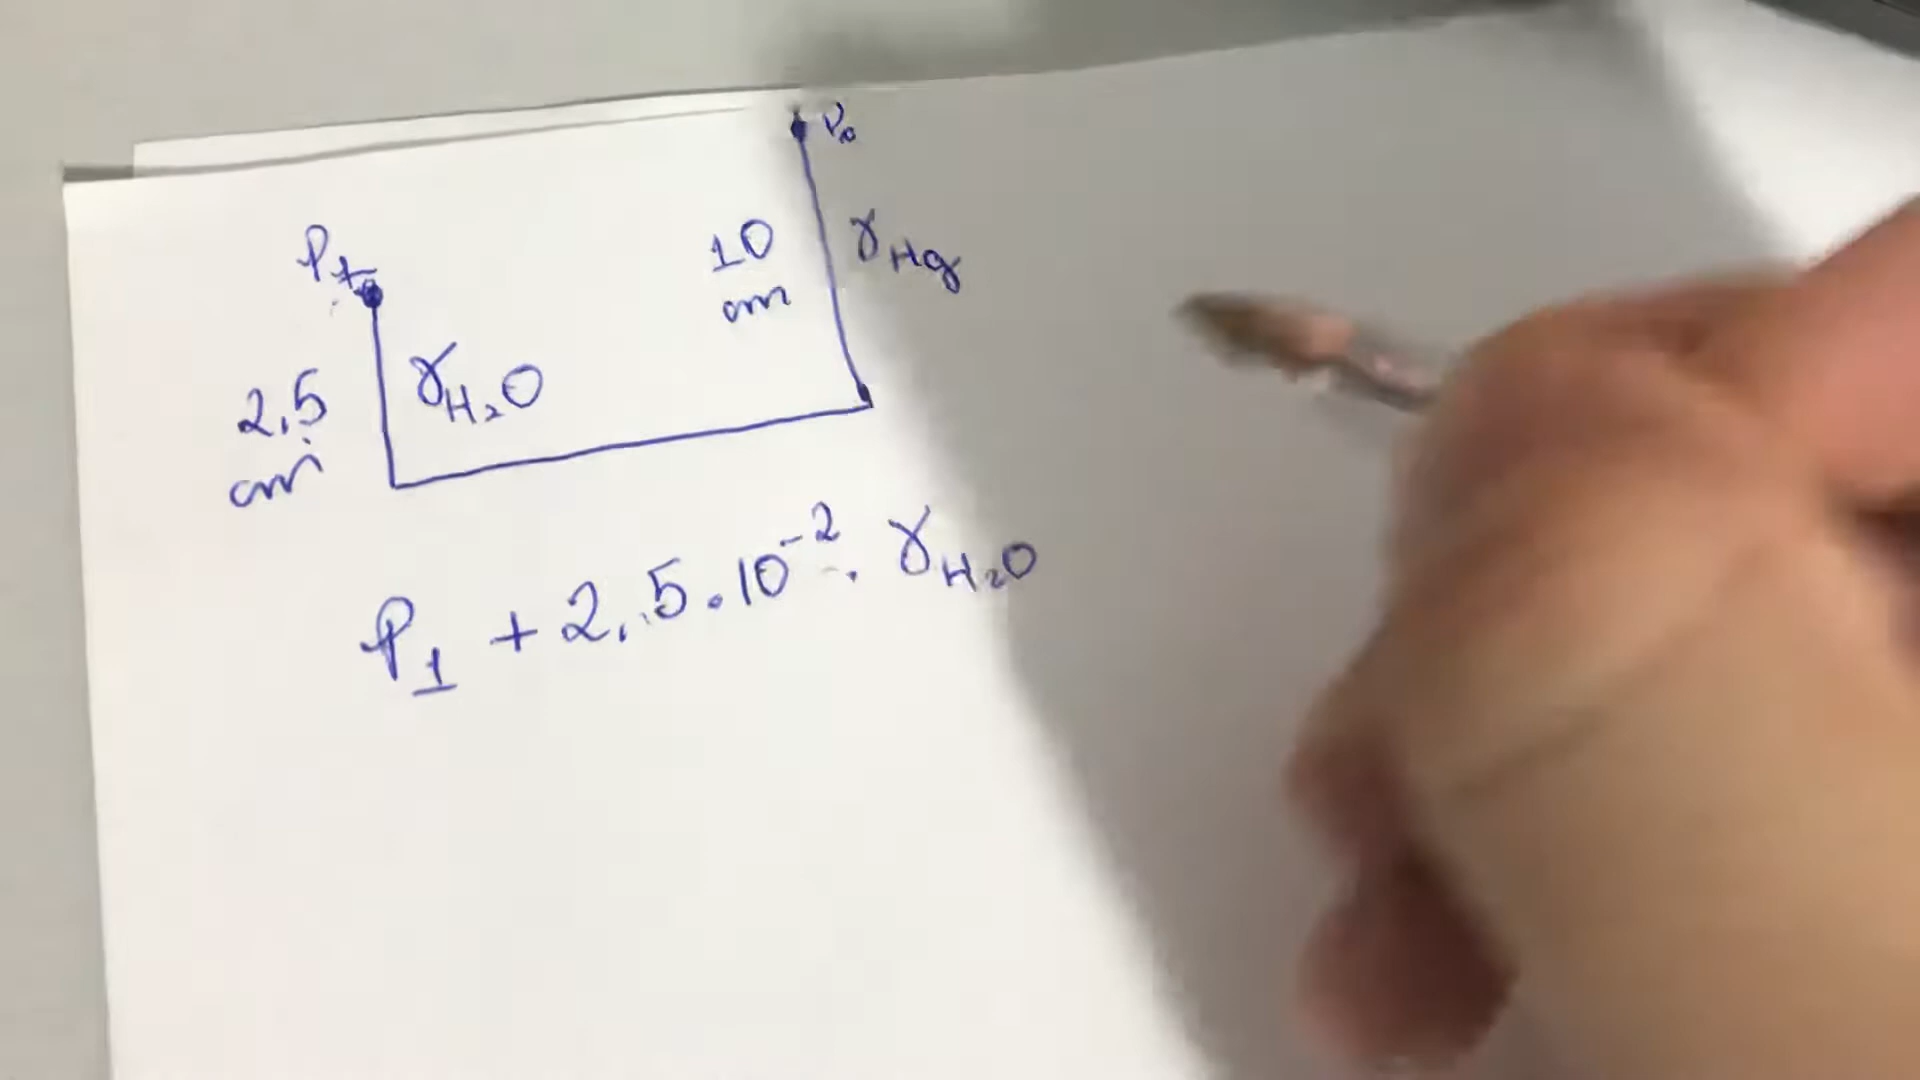 P₀
P₁
10 cm
γHg
2,5 cm
γH₂O
P₁ + 2,5.10⁻². γH₂O